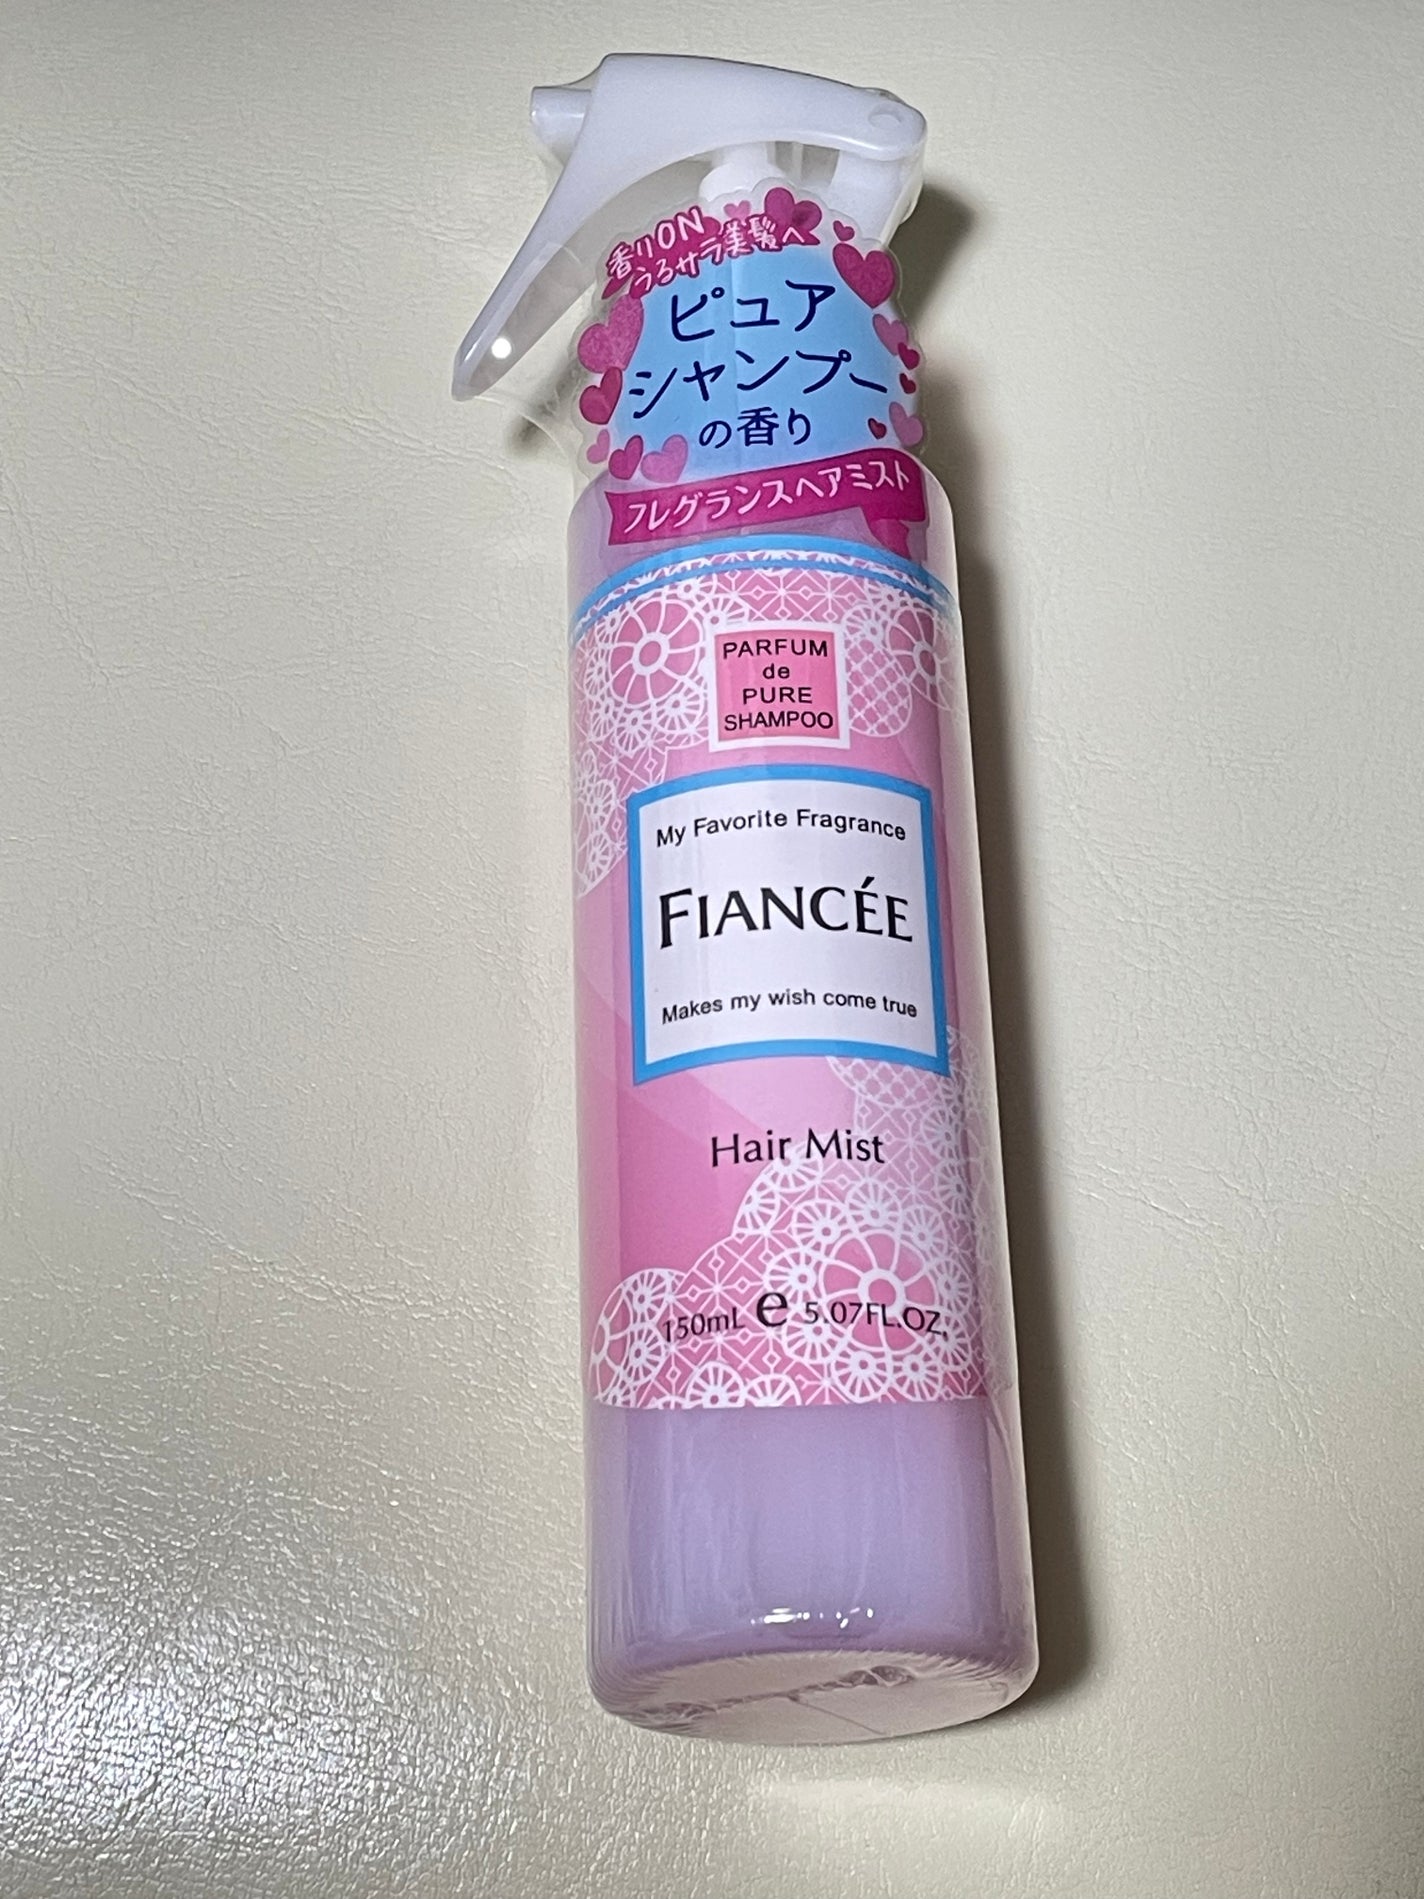 香りON
うるサラ美髪へ
ピュア
シャンプー
の香り
フレグランスヘアミスト
PARFUM
de
PURE
SHAMPOO
My Favorite Fragrance
FIANCÉE
Makes my wish come true
Hair Mist
150mL e 5.07FL.OZ.